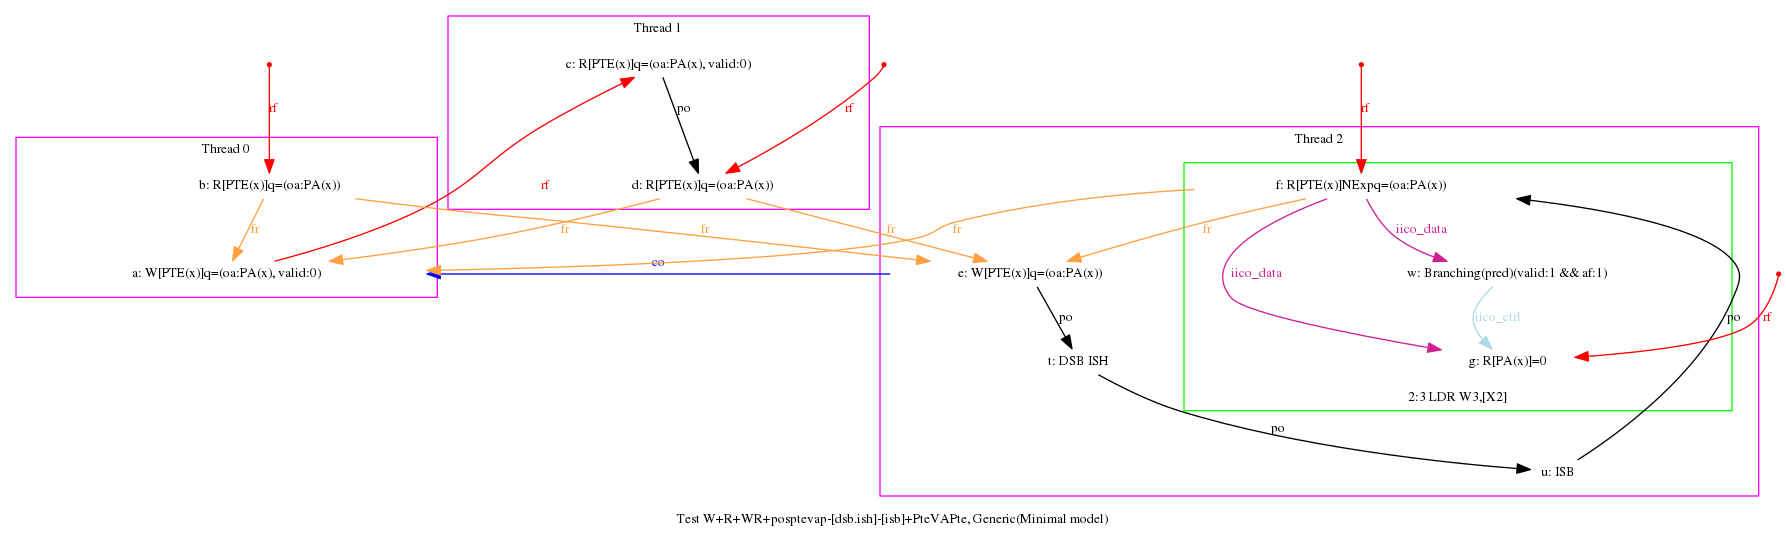 Thread 1
c: R[PTE(x)]q=(oa:PA(x), valid:0)
rf
po
rf
rf
Thread 2
Thread 0
b: R[PTE(x)]q=(oa:PA(x))
d: R[PTE(x)]q=(oa:PA(x))
f: R[PTE(x)]NExpq=(oa:PA(x))
rf
fr
fr
fr
fr
fr
fr
iico_data
co
a: W[PTE(x)]q=(oa:PA(x), valid:0)
e: W[PTE(x)]q=(oa:PA(x))
iico_data
w: Branching(pred)(valid:1 && af:1)
po
iico_ctrl
po
rf
t: DSB ISH
g: R[PA(x)]=0
2:3 LDR W3,[X2]
po
u: ISB
Test W+R+WR+posptevap-[dsb.ish]-[isb]+PteVAPte, Generic(Minimal model)